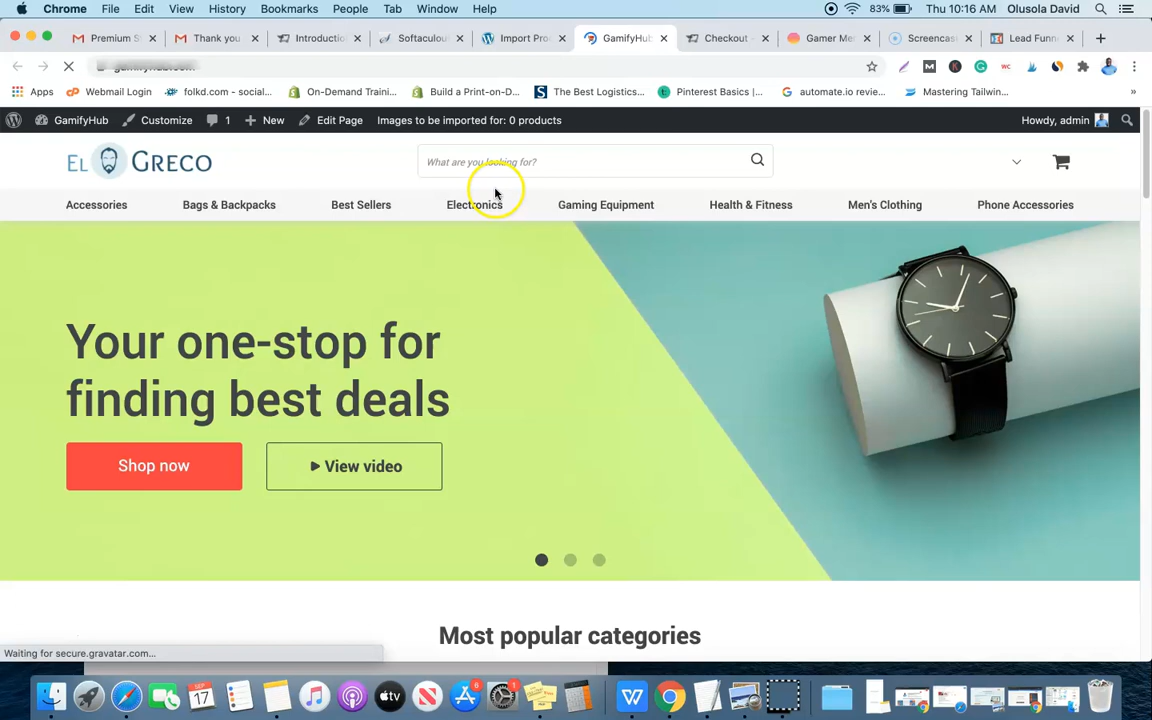 Chrome File Edit View History Bookmarks People Tab Window Help 83% Thu 10:16 AM Olusola David
Premium S Thank you Introduction Softaculou Import Pro GamifyHub Checkout - Gamer Me Screencas Lead Funne
Apps Webmail Login folkd.com - social... On-Demand Traini... Build a Print-on-D... The Best Logistics... Pinterest Basics |... automate.io revie... Mastering Tailwin... »
GamifyHub Customize 1 New Edit Page Images to be imported for: 0 products Howdy, admin
EL GRECO What are you looking for?
Accessories Bags & Backpacks Best Sellers Electronics Gaming Equipment Health & Fitness Men's Clothing Phone Accessories
Your one-stop for
finding best deals
Shop now View video
Most popular categories
Waiting for secure.gravatar.com...
SEP
17